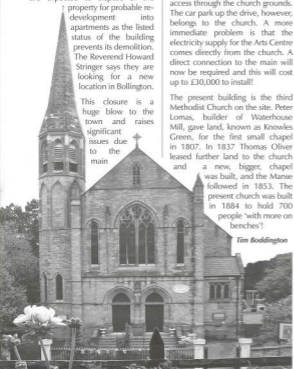 property for probable re-
development into
apartments as the listed
status of the building
prevents its demolition.
The Reverend Howard
Stringer says they are
looking for a new
location in Bollington.
This closure is a
huge blow to the
town and raises
significant
issues due
to the
main
access through the church grounds.
The car park up the drive, however,
belongs to the church. A more
immediate problem is that the
electricity supply for the Arts Centre
comes directly from the church. A
direct connection to the main will
now be required and this will cost
up to £30,000 to install!
The present building is the third
Methodist Church on the site. Peter
Lomas, builder of Waterhouse
Mill, gave land, known as Knowles
Green, for the first small chapel
in 1807. In 1837 Thomas Oliver
leased further land to the church
and a new, bigger, chapel
was built, and the Manse
followed in 1853. The
present church was built
in 1884 to hold 700
people 'with more on
benches'!
Tim Boddington